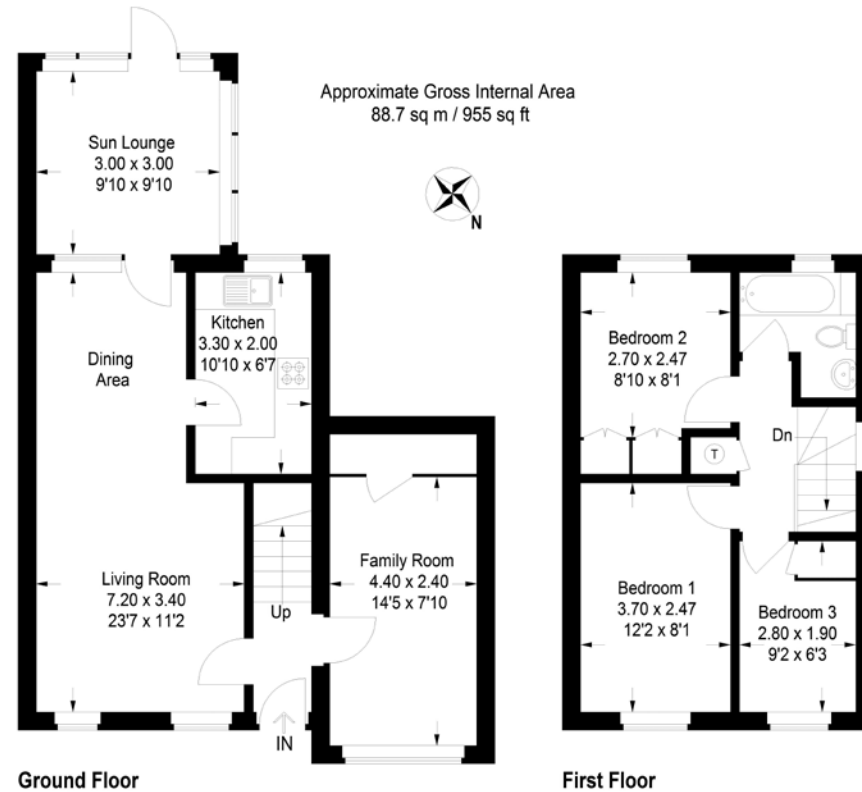 Approximate Gross Internal Area
88.7 sq m / 955 sq ft
N
Sun Lounge
3.00 x 3.00
9'10 x 9'10
Dining
Area
Kitchen
3.30 x 2.00
10'10 x 6'7
Living Room
7.20 x 3.40
23'7 x 11'2
Up
IN
Family Room
4.40 x 2.40
14'5 x 7'10
Ground Floor
Bedroom 2
2.70 x 2.47
8'10 x 8'1
T
Dn
Bedroom 1
3.70 x 2.47
12'2 x 8'1
Bedroom 3
2.80 x 1.90
9'2 x 6'3
First Floor